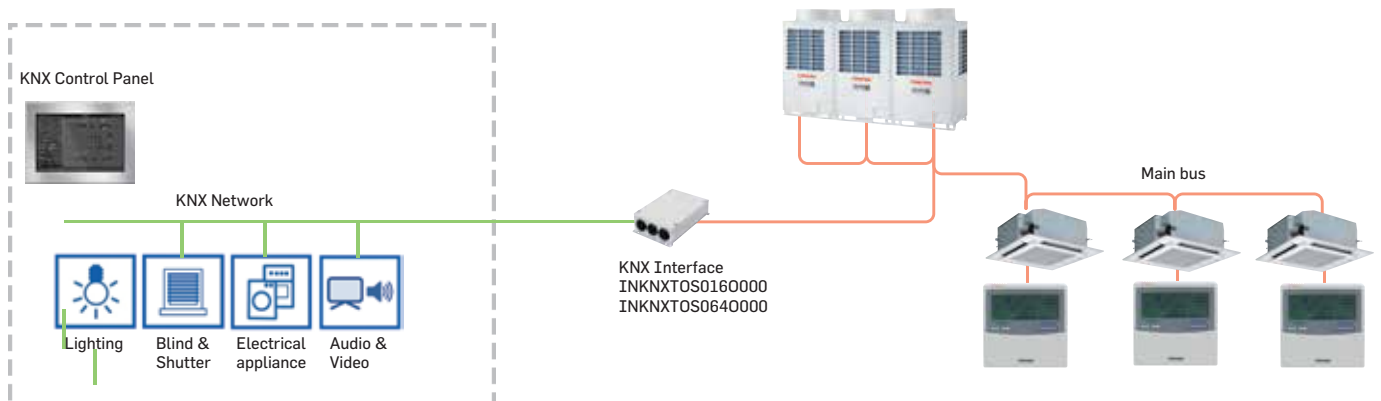 KNX Control Panel
KNX Network
Main bus
KNX Interface
INKNXTOS016O000
INKNXTOS064O000
Lighting
Blind &
Shutter
Electrical
appliance
Audio &
Video